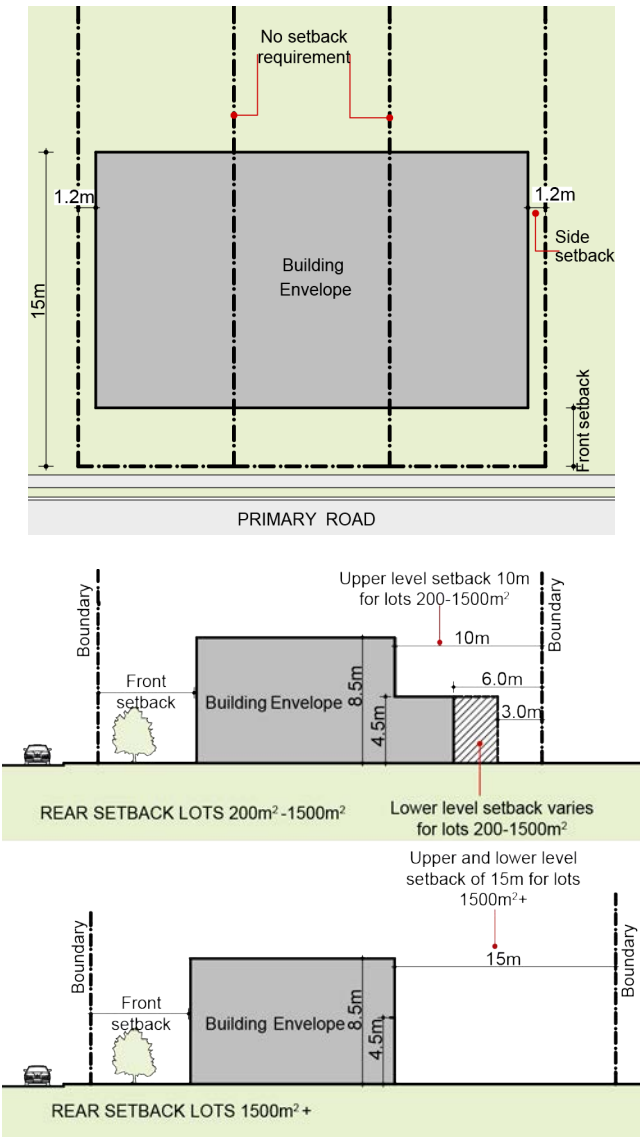 No setback
requirement
1.2m
1.2m
Side
setback
Building
Envelope
15m
Front setback
PRIMARY ROAD
Upper level setback 10m
for lots 200-1500m²
Boundary
Boundary
10m
Front
setback
6.0m
Building Envelope
8.5m
4.5m
3.0m
REAR SETBACK LOTS 200m²-1500m²
Lower level setback varies
for lots 200-1500m²
Upper and lower level
setback of 15m for lots
1500m²+
Boundary
Boundary
15m
Front
setback
Building Envelope
8.5m
4.5m
REAR SETBACK LOTS 1500m²+